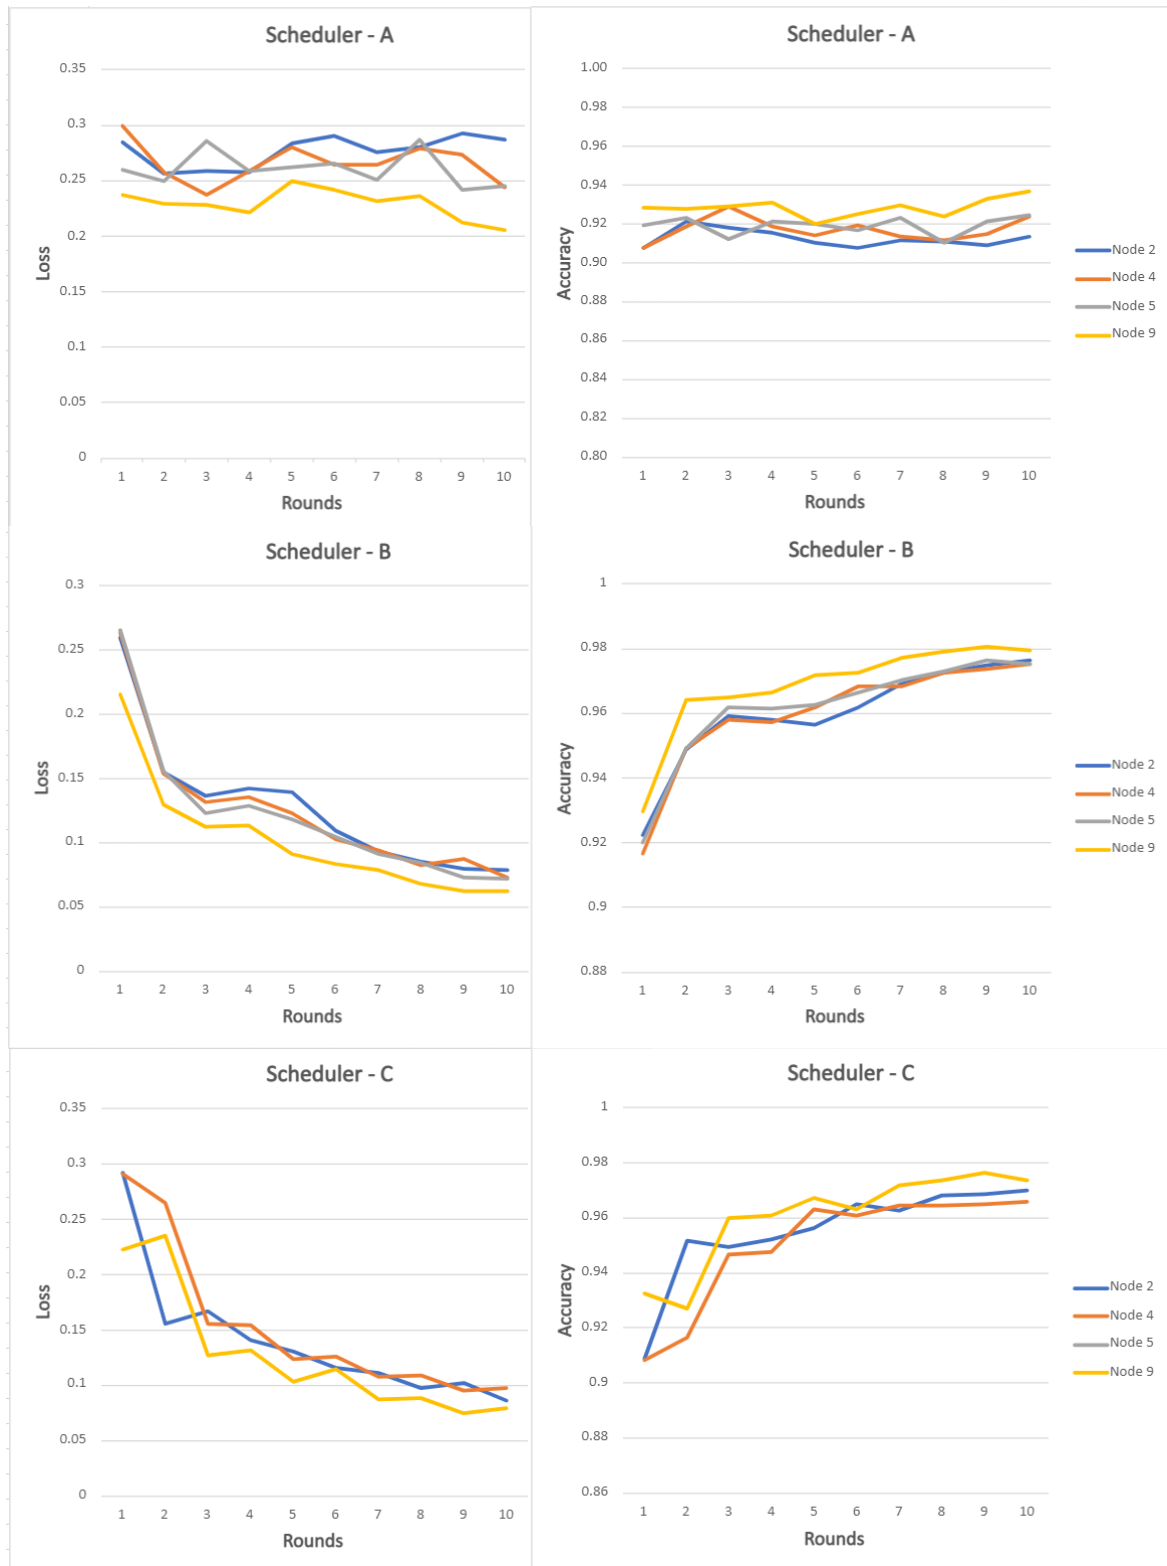 Scheduler - A
Loss
0.35
0.3
0.25
0.2
0.15
0.1
0.05
0
1 2 3 4 5 6 7 8 9 10
Rounds
Scheduler - A
Accuracy
1.00
0.98
0.96
0.94
0.92
0.90
0.88
0.86
0.84
0.82
0.80
1 2 3 4 5 6 7 8 9 10
Rounds
Node 2
Node 4
Node 5
Node 9
Scheduler - B
Loss
0.3
0.25
0.2
0.15
0.1
0.05
0
1 2 3 4 5 6 7 8 9 10
Rounds
Scheduler - B
Accuracy
1
0.98
0.96
0.94
0.92
0.9
0.88
1 2 3 4 5 6 7 8 9 10
Rounds
Node 2
Node 4
Node 5
Node 9
Scheduler - C
Loss
0.35
0.3
0.25
0.2
0.15
0.1
0.05
0
1 2 3 4 5 6 7 8 9 10
Rounds
Scheduler - C
Accuracy
1
0.98
0.96
0.94
0.92
0.9
0.88
0.86
1 2 3 4 5 6 7 8 9 10
Rounds
Node 2
Node 4
Node 5
Node 9